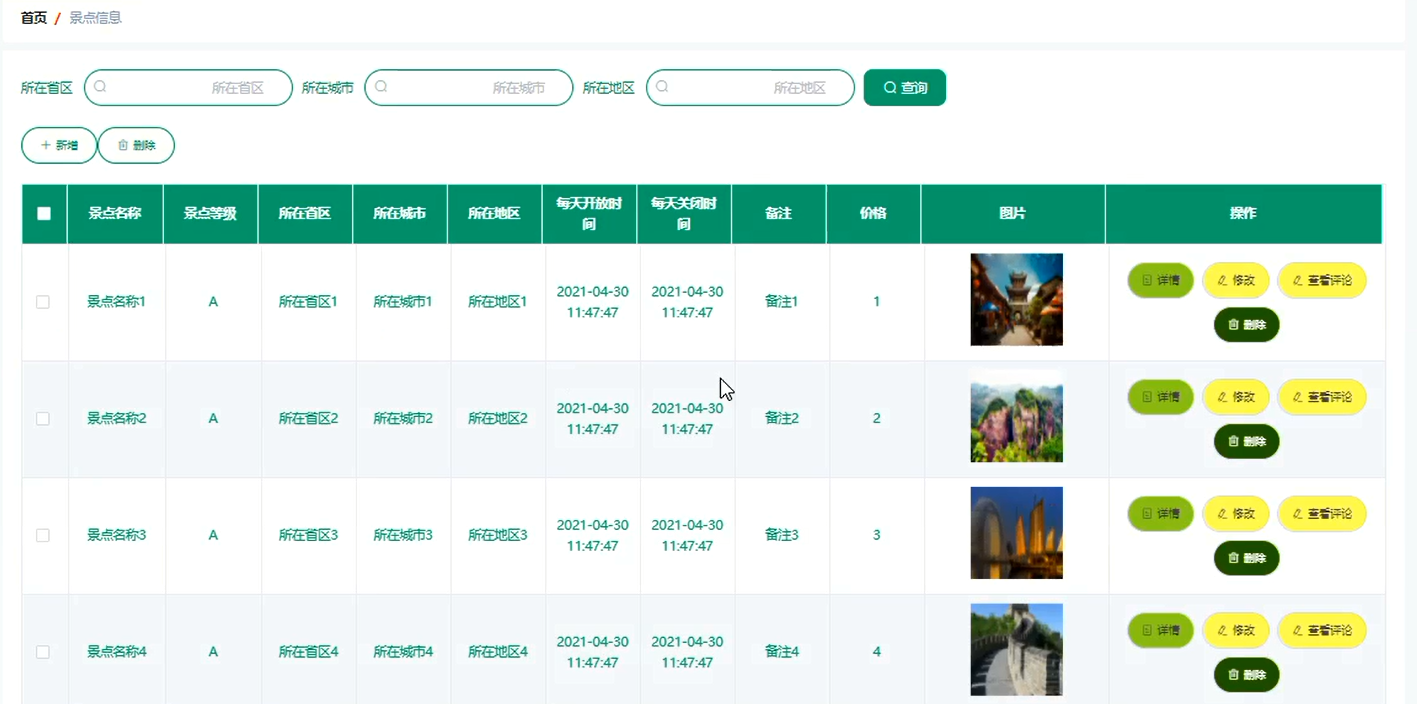 首页 / 景点信息
所在省区 所在省区 所在城市 所在城市 所在地区 所在地区 查询
新增 删除
景点名称 景点等级 所在省区 所在城市 所在地区 每天开放时间 每天关闭时间 备注 价格 图片 操作
景点名称1 A 所在省区1 所在城市1 所在地区1 2021-04-30 11:47:47 2021-04-30 11:47:47 备注1 1 详情 修改 查看评论 删除
景点名称2 A 所在省区2 所在城市2 所在地区2 2021-04-30 11:47:47 2021-04-30 11:47:47 备注2 2 详情 修改 查看评论 删除
景点名称3 A 所在省区3 所在城市3 所在地区3 2021-04-30 11:47:47 2021-04-30 11:47:47 备注3 3 详情 修改 查看评论 删除
景点名称4 A 所在省区4 所在城市4 所在地区4 2021-04-30 11:47:47 2021-04-30 11:47:47 备注4 4 详情 修改 查看评论 删除